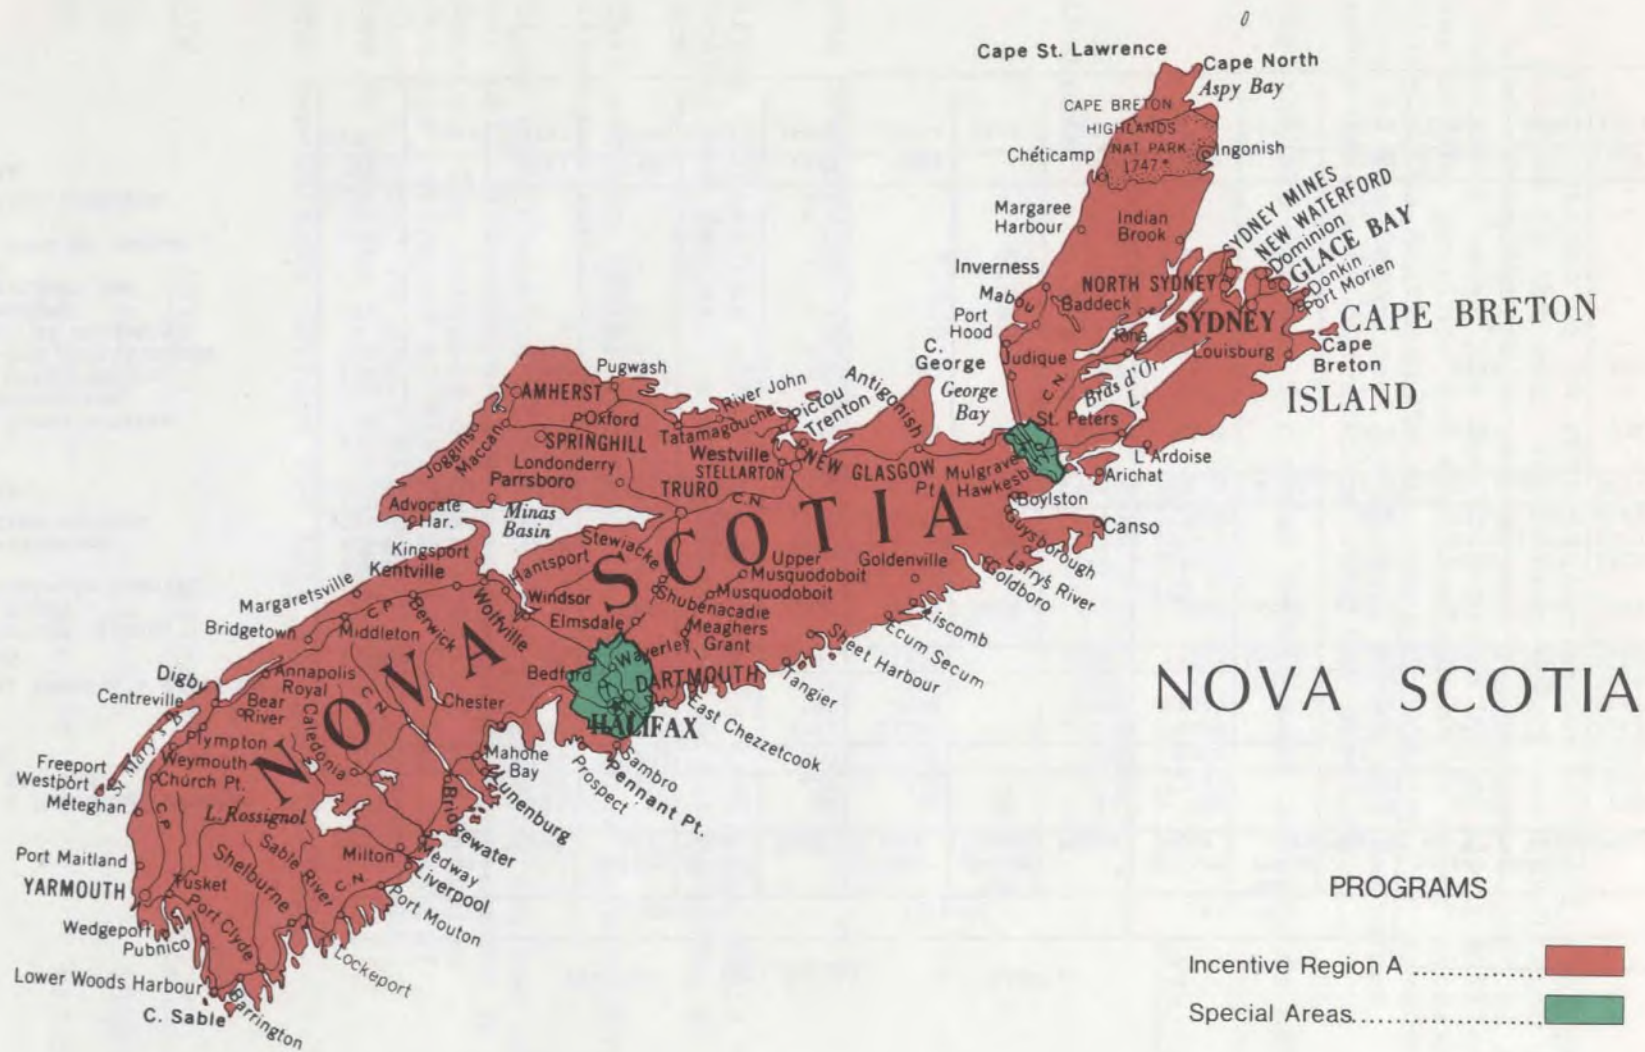 Cape St. Lawrence
Cape North
Aspy Bay
CAPE BRETON
HIGHLANDS
NAT PARK
1747•
Chéticamp
Ingonish
Margaree
Harbour
Indian
Brook
SYDNEY MINES
NEW WATERFORD
Dominion
GLACE BAY
Donkin
Port Morien
Inverness
Mabou
Baddeck
NORTH SYDNEY
Port
Hood
SYDNEY
CAPE BRETON
ISLAND
Iona
Louisburg
Cape
Breton
Judique
C.
George
George
Bay
C.N.
Bras d'Or
L.
St. Peters
L'Ardoise
Arichat
Mulgrave
Pt. Hawkesb
Boylston
Guysborough
Canso
Larry's River
Goldboro
Pugwash
AMHERST
Oxford
River John
Tatamagouche
Pictou
Trenton
Antigonish
SPRINGHILL
Joggins
Maccan
Westville
STELLARTON
NEW GLASGOW
Londonderry
Parrsboro
TRURO
C.N.
Advocate
Har.
Minas
Basin
NOVA SCOTIA
Stewiacke
Upper
Musquodoboit
Goldenville
Musquodoboit
Kingsport
Kentville
Hantsport
Windsor
Wolfville
Shubenacadie
Elmsdale
Meaghers
Grant
Liscomb
Ecum Secum
Sheet Harbour
Tangier
Margaretsville
C.P.
Berwick
Bridgetown
Middleton
Waverley
Bedford
DARTMOUTH
HALIFAX
East Chezzetcook
Sambro
Pennant Pt.
Prospect
Digby
Centreville
Annapolis
Royal
Bear
River
C.N.
Chester
Caledonia
St. Mary's B.
Plympton
Weymouth
Church Pt.
Freeport
Westport
Meteghan
Mahone
Bay
Lunenburg
Bridgewater
C.P.
L. Rossignol
Milton
Medway
Liverpool
Port Mouton
Sable River
C.N.
Shelburne
Port Maitland
YARMOUTH
Tusket
Port Clyde
Wedgeport
Pubnico
Lockeport
Lower Woods Harbour
Barrington
C. Sable
NOVA SCOTIA
PROGRAMS
Incentive Region A
Special Areas